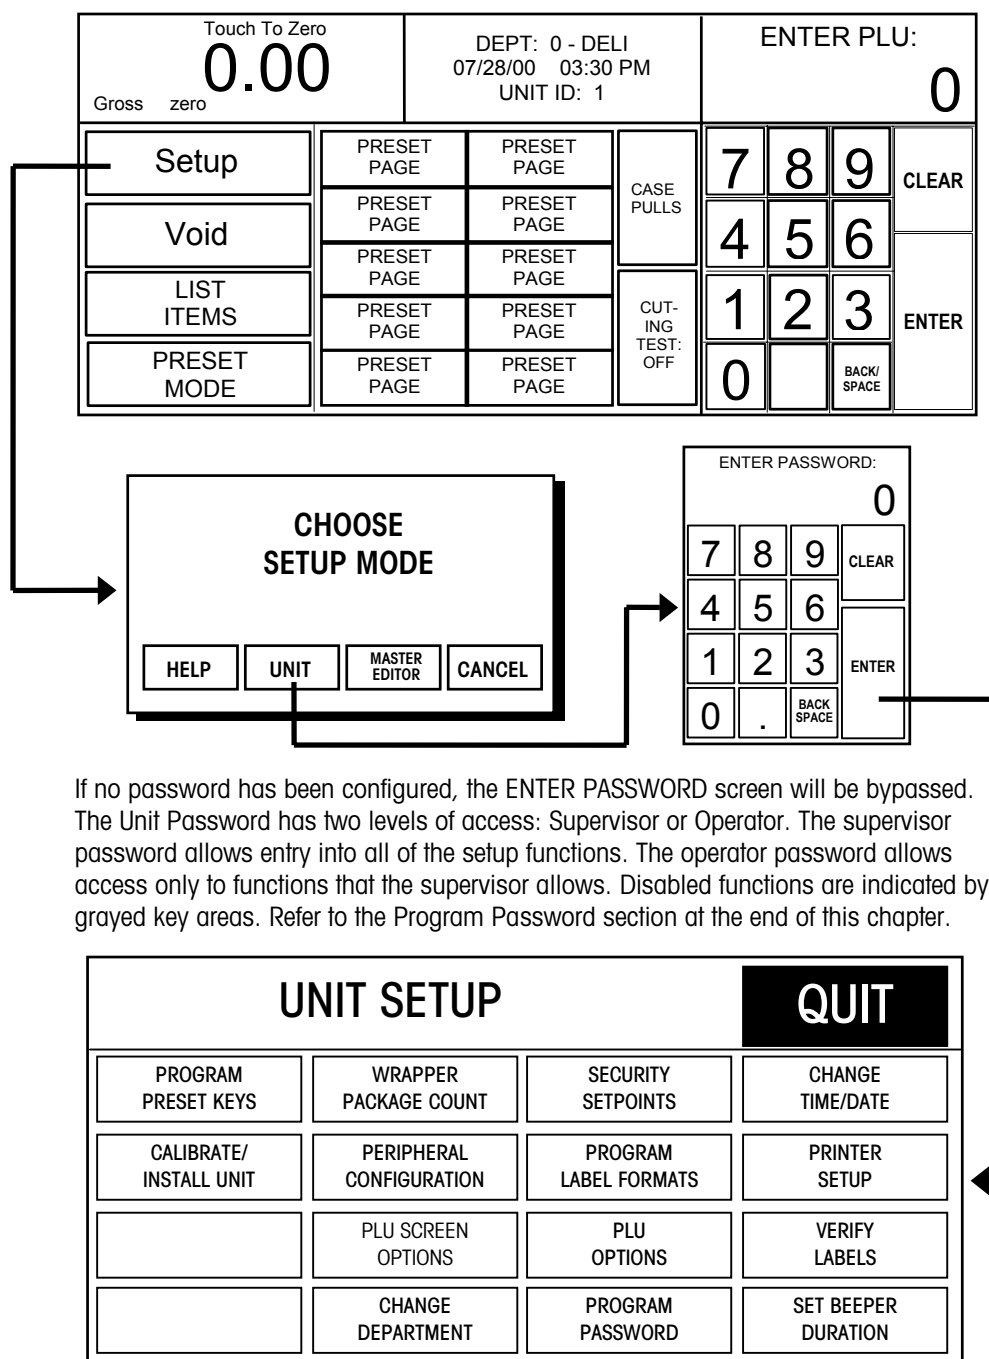 Touch To Zero
0.00
Gross zero
DEPT: 0 - DELI
07/28/00 03:30 PM
UNIT ID: 1
ENTER PLU:
0
Setup
Void
LIST
ITEMS
PRESET
MODE
PRESET
PAGE
PRESET
PAGE
PRESET
PAGE
PRESET
PAGE
PRESET
PAGE
PRESET
PAGE
PRESET
PAGE
PRESET
PAGE
PRESET
PAGE
PRESET
PAGE
CASE
PULLS
CUT-
ING
TEST:
OFF
7 8 9
CLEAR
4 5 6
1 2 3
ENTER
0
BACK/
SPACE
CHOOSE
SETUP MODE
HELP
UNIT
MASTER
EDITOR
CANCEL
ENTER PASSWORD:
0
7 8 9
CLEAR
4 5 6
1 2 3
ENTER
0 .
BACK
SPACE
If no password has been configured, the ENTER PASSWORD screen will be bypassed.
The Unit Password has two levels of access: Supervisor or Operator. The supervisor
password allows entry into all of the setup functions. The operator password allows
access only to functions that the supervisor allows. Disabled functions are indicated by
grayed key areas. Refer to the Program Password section at the end of this chapter.
UNIT SETUP
QUIT
PROGRAM
PRESET KEYS
WRAPPER
PACKAGE COUNT
SECURITY
SETPOINTS
CHANGE
TIME/DATE
CALIBRATE/
INSTALL UNIT
PERIPHERAL
CONFIGURATION
PROGRAM
LABEL FORMATS
PRINTER
SETUP
PLU SCREEN
OPTIONS
PLU
OPTIONS
VERIFY
LABELS
CHANGE
DEPARTMENT
PROGRAM
PASSWORD
SET BEEPER
DURATION